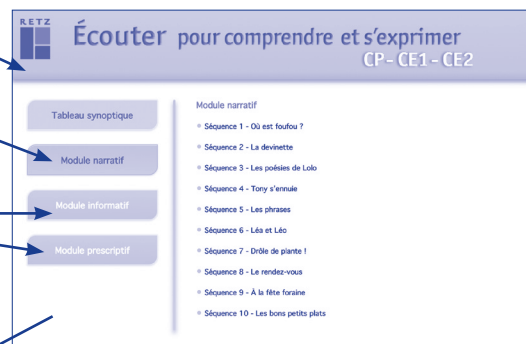 RETZ
Écouter pour comprendre et s'exprimer
CP - CE1 - CE2
Tableau synoptique
Module narratif
Module informatif
Module prescriptif
Module narratif
Séquence 1 - Où est foufou ?
Séquence 2 - La devinette
Séquence 3 - Les poésies de Lolo
Séquence 4 - Tony s'ennuie
Séquence 5 - Les phrases
Séquence 6 - Léa et Léo
Séquence 7 - Drôle de plante !
Séquence 8 - Le rendez-vous
Séquence 9 - À la fête foraine
Séquence 10 - Les bons petits plats